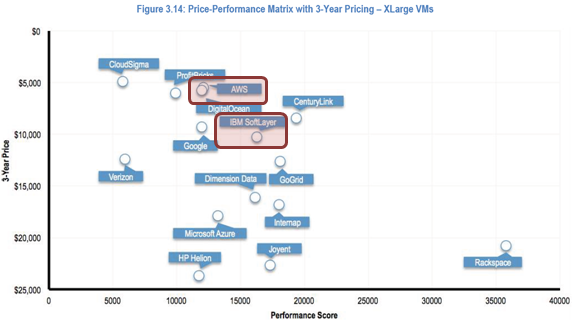 Figure 3.14: Price-Performance Matrix with 3-Year Pricing – XLarge VMs
$0
CloudSigma
ProfitBricks
$5,000
AWS
CenturyLink
DigitalOcean
IBM SoftLayer
$10,000
Google
3-Year Price
Verizon
Dimension Data
GoGrid
$15,000
Internap
Microsoft Azure
$20,000
Joyent
HP Helion
Rackspace
$25,000
0 5000 10000 15000 20000 25000 30000 35000 40000
Performance Score